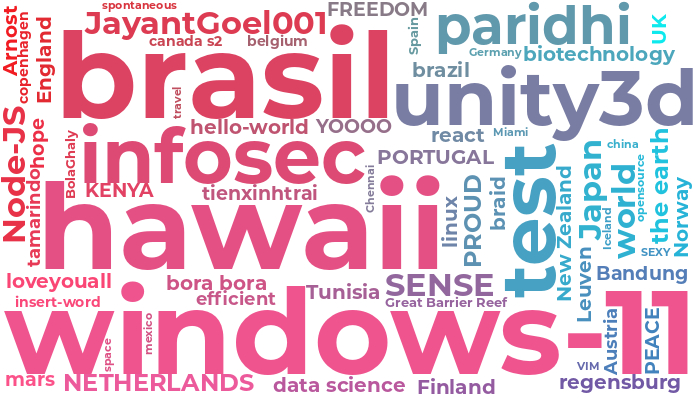 spontaneous
FREEDOM
JayantGoel001
paridhi
UK
Arnost
copenhagen
England
canada s2
belgium
Spain
Germany
biotechnology
brasil
brazil
travel
unity3d
hello-world
YOOOO
react
Miami
Node-JS
hope
BolaGhaly
infosec
PORTUGAL
test
china
the earth
Japan
opensource
KENYA
tienxinhtrai
Chennai
tamarindo
hawaii
linux
PROUD
braid
New Zealand
Iceland
world
Norway
SEXY
loveyouall
bora bora
SENSE
Leuven
Bandung
insert-word
efficient
Tunisia
Great Barrier Reef
windows-11
space
mexico
Austria
PEACE
VIM
mars
NETHERLANDS
data science
Finland
regensburg